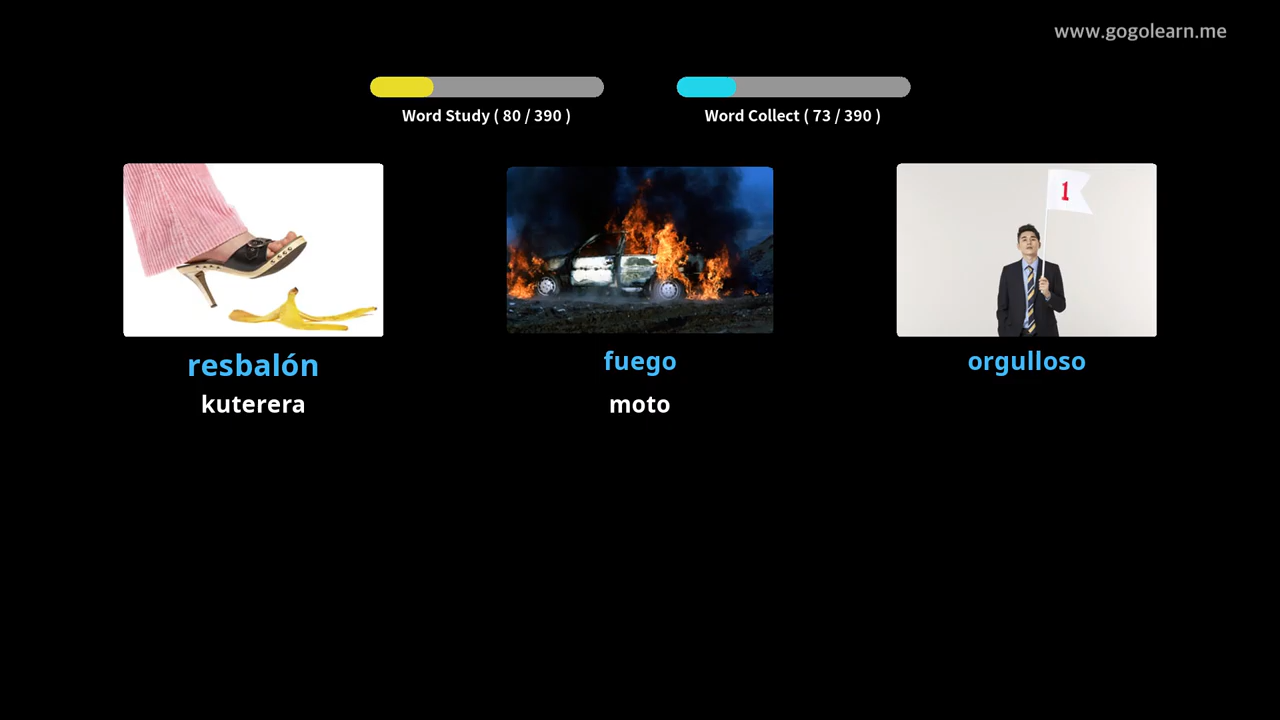 www.gogolearn.me
Word Study ( 80 / 390 )
Word Collect ( 73 / 390 )
1
resbalón
fuego
orgulloso
kuterera
moto